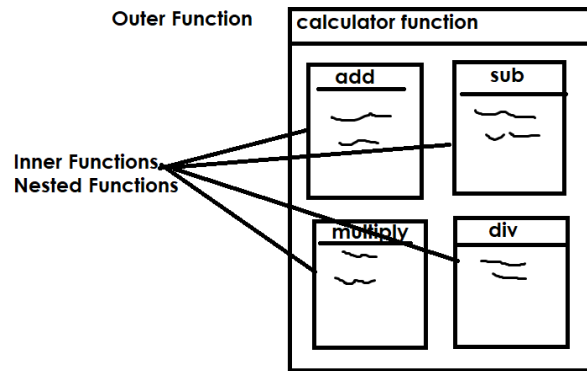 Outer Function
calculator function
add
sub
Inner Functions
Nested Functions
multiply
div